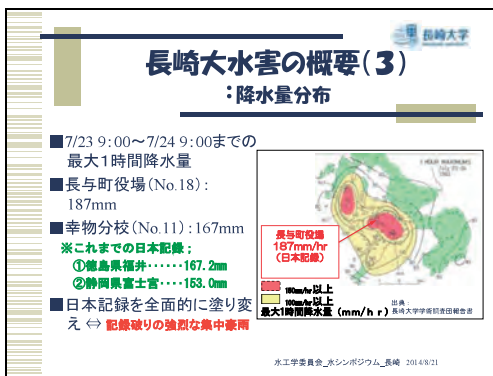 長崎大学
長崎大水害の概要(3)
:降水量分布
■7/23 9:00～7/24 9:00までの
最大1時間降水量
■長与町役場(No.18):
187mm
■幸物分校(No.11):167mm
※これまでの日本記録;
①徳島県福井・・・・・・167.2mm
②静岡県富士宮・・・・153.0mm
■日本記録を全面的に塗り変
え ⇔ 記録破りの強烈な集中豪雨
1 HOUR MAXIMUMS
長与町役場
187mm/hr
(日本記録)
150mm/hr以上
100mm/hr以上
最大1時間降水量(mm/hr)
出典:
長崎大学学術調査団報告書
水工学委員会_水シンポジウム_長崎 2014/8/21